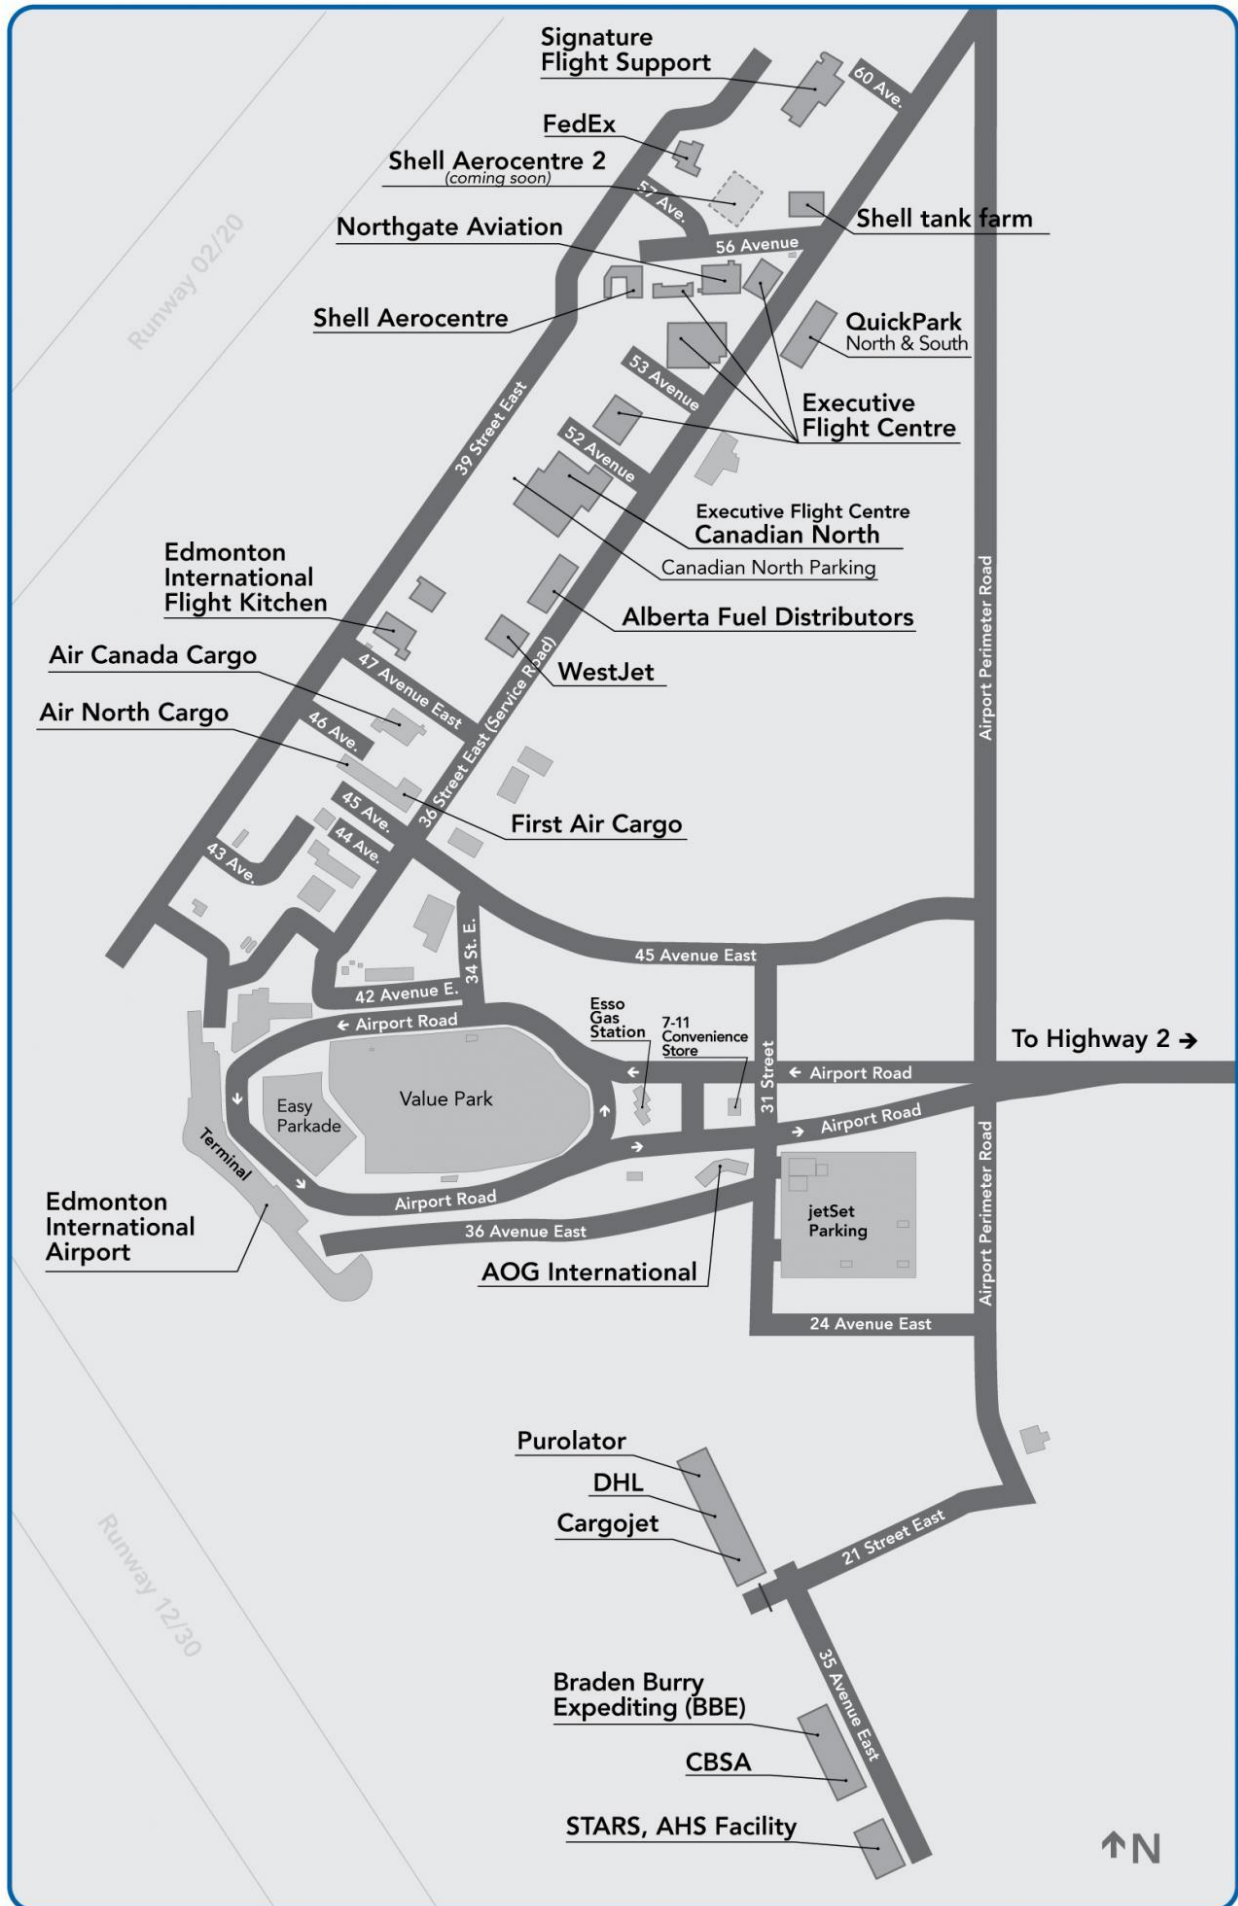 Signature
Flight Support
60 Ave.
FedEx
Shell Aerocentre 2
(coming soon)
57 Ave.
Shell tank farm
Northgate Aviation
56 Avenue
Runway 02/20
Shell Aerocentre
QuickPark
North & South
53 Avenue
39 Street East
Executive
Flight Centre
52 Avenue
Executive Flight Centre
Canadian North
Canadian North Parking
Edmonton
International
Flight Kitchen
Airport Perimeter Road
Alberta Fuel Distributors
Air Canada Cargo
47 Avenue East
WestJet
36 Street East (Service Road)
Air North Cargo
46 Ave.
45 Ave.
First Air Cargo
44 Ave.
43 Ave.
34 St. E.
45 Avenue East
42 Avenue E.
Esso
Gas
Station
← Airport Road
7-11
Convenience
Store
To Highway 2 →
31 Street
← Airport Road
Easy
Parkade
Value Park
→ Airport Road
Terminal
Airport Road
Edmonton
International
Airport
36 Avenue East
jetSet
Parking
Airport Perimeter Road
AOG International
24 Avenue East
Purolator
DHL
Cargojet
21 Street East
Runway 12/30
35 Avenue East
Braden Burry
Expediting (BBE)
CBSA
STARS, AHS Facility
↑N